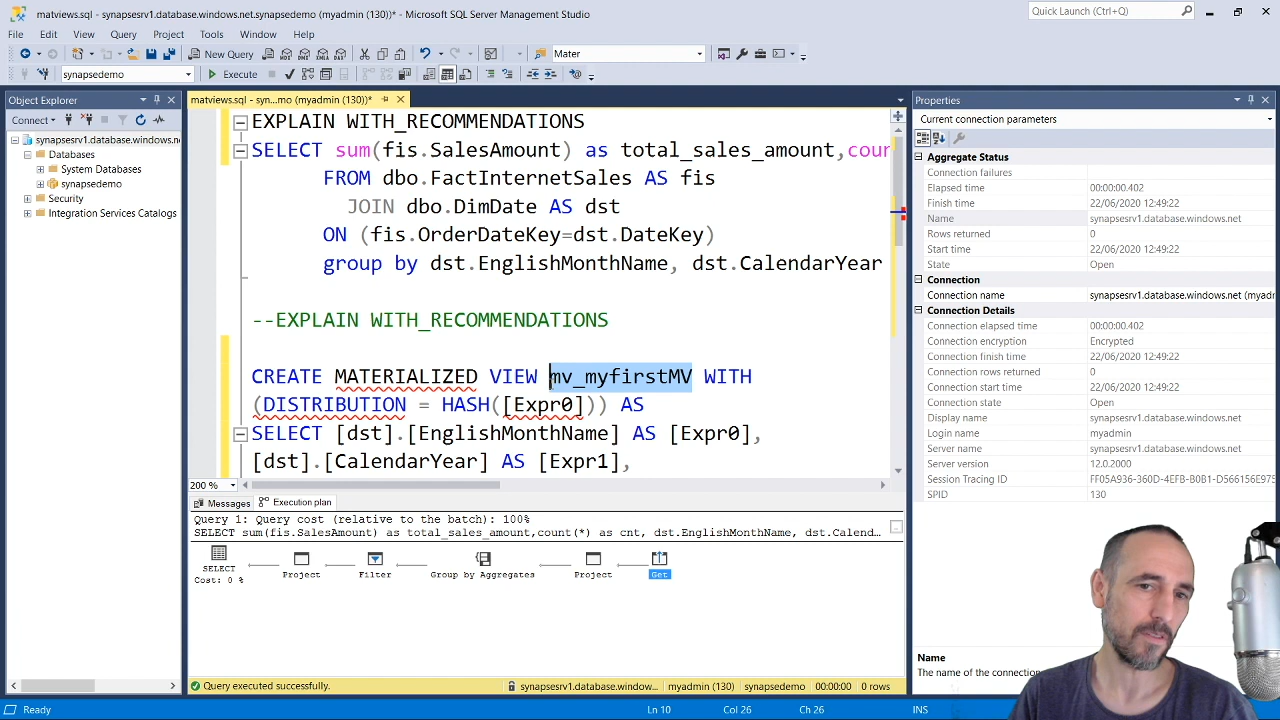 matviews.sql - synapsesrv1.database.windows.net.synapsedemo (myadmin (130))* - Microsoft SQL Server Management Studio
Quick Launch (Ctrl+Q)
File Edit View Query Project Tools Window Help
New Query
Mater
synapsedemo
Execute
Object Explorer
matviews.sql - syn...mo (myadmin (130))*
Properties
Connect
Current connection parameters
synapsesrv1.database.windows.n
Databases
System Databases
synapsedemo
Security
Integration Services Catalogs
EXPLAIN WITH_RECOMMENDATIONS
SELECT sum(fis.SalesAmount) as total_sales_amount,coun
FROM dbo.FactInternetSales AS fis
JOIN dbo.DimDate AS dst
ON (fis.OrderDateKey=dst.DateKey)
group by dst.EnglishMonthName, dst.CalendarYear
--EXPLAIN WITH_RECOMMENDATIONS
CREATE MATERIALIZED VIEW mv_myfirstMV WITH
(DISTRIBUTION = HASH([Expr0])) AS
SELECT [dst].[EnglishMonthName] AS [Expr0],
[dst].[CalendarYear] AS [Expr1],
200 %
Messages Execution plan
Query 1: Query cost (relative to the batch): 100%
SELECT sum(fis.SalesAmount) as total_sales_amount,count(*) as cnt, dst.EnglishMonthName, dst.Calend…
SELECT
Cost: 0 %
Project
Filter
Group by Aggregates
Project
Get
Query executed successfully.
synapsesrv1.database.window... myadmin (130) synapsedemo 00:00:00 0 rows
Aggregate Status
Connection failures
Elapsed time 00:00:00.402
Finish time 22/06/2020 12:49:22
Name synapsesrv1.database.windows.net
Rows returned 0
Start time 22/06/2020 12:49:22
State Open
Connection
Connection name synapsesrv1.database.windows.net (myadm
Connection Details
Connection elapsed time 00:00:00.402
Connection encryption Encrypted
Connection finish time 22/06/2020 12:49:22
Connection rows returned 0
Connection start time 22/06/2020 12:49:22
Connection state Open
Display name synapsesrv1.database.windows.net
Login name myadmin
Server name synapsesrv1.database.windows.net
Server version 12.0.2000
Session Tracing ID FF05A936-360D-4EFB-B0B1-D566156E975
SPID 130
Name
The name of the connection
Ready
Ln 10 Col 26 Ch 26 INS